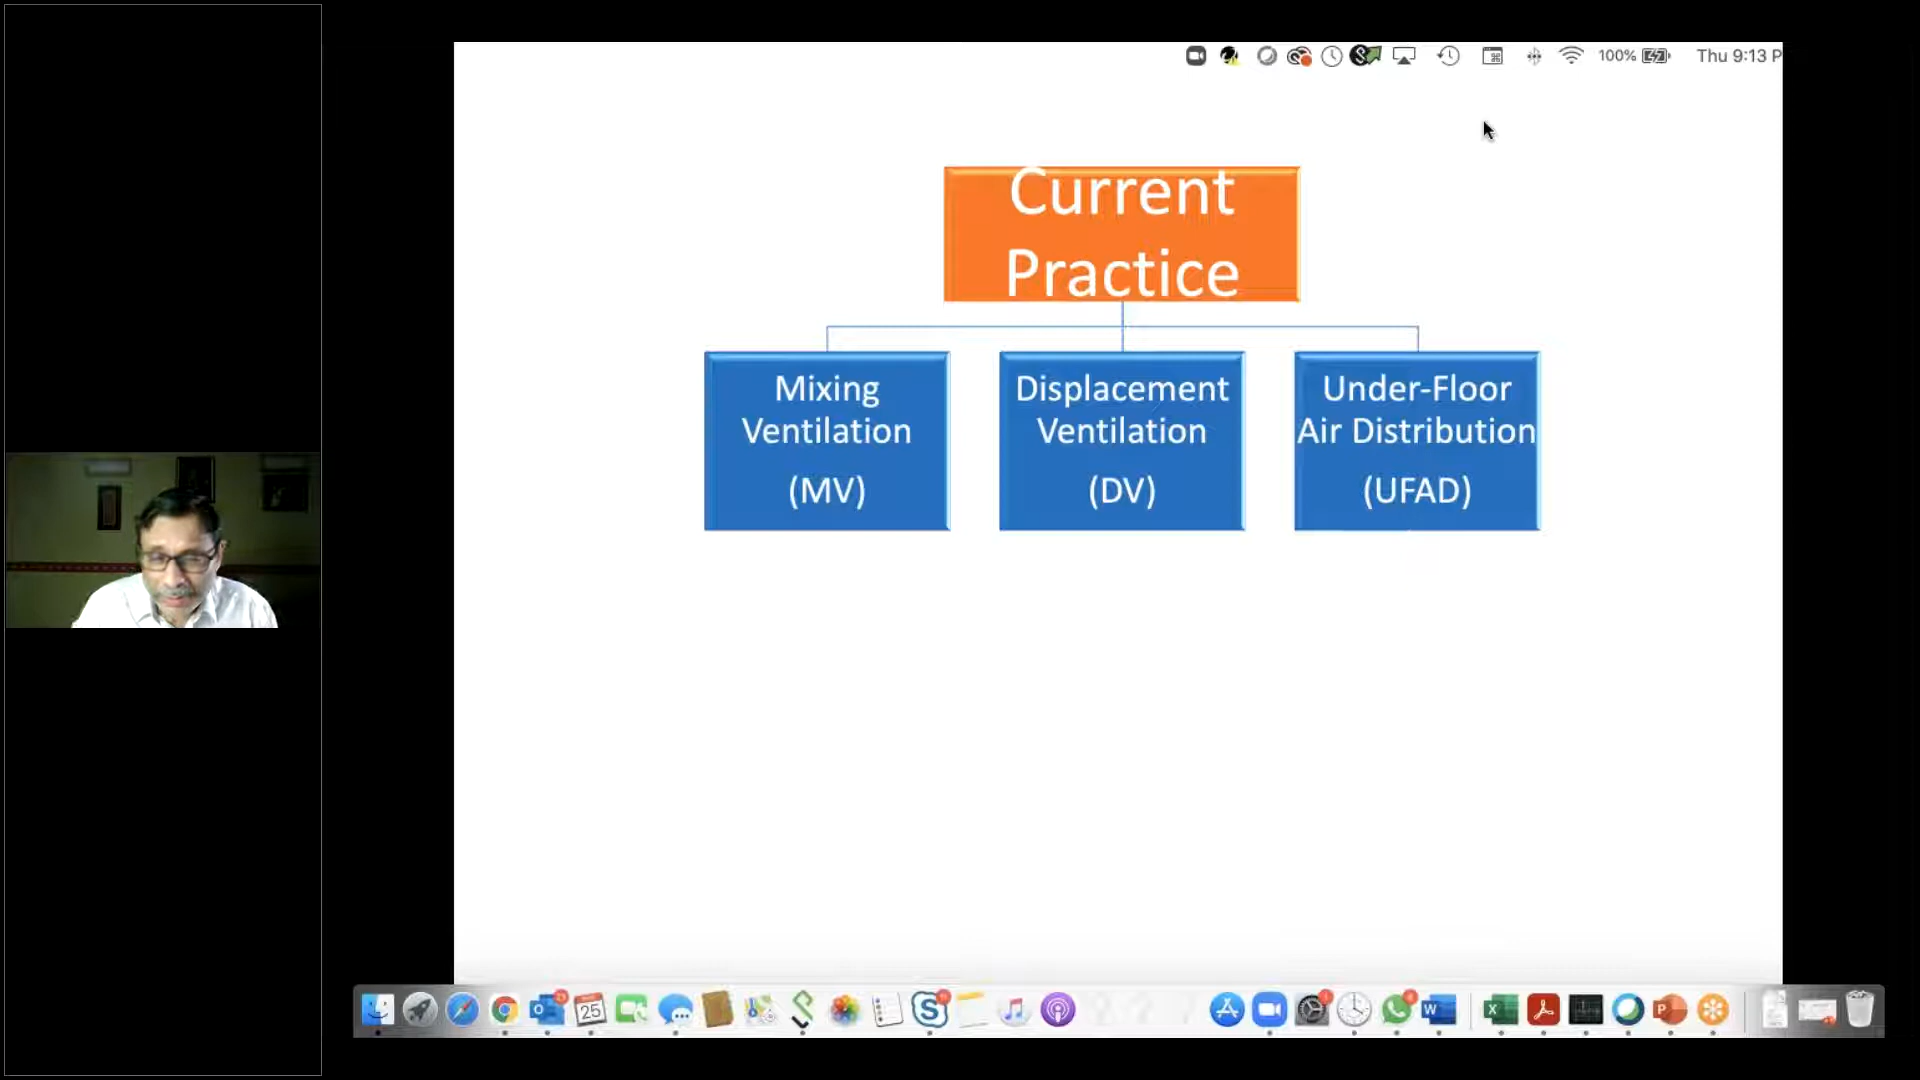 100%
Thu 9:13 P
Current
Practice
Mixing
Ventilation
(MV)
Displacement
Ventilation
(DV)
Under-Floor
Air Distribution
(UFAD)
25